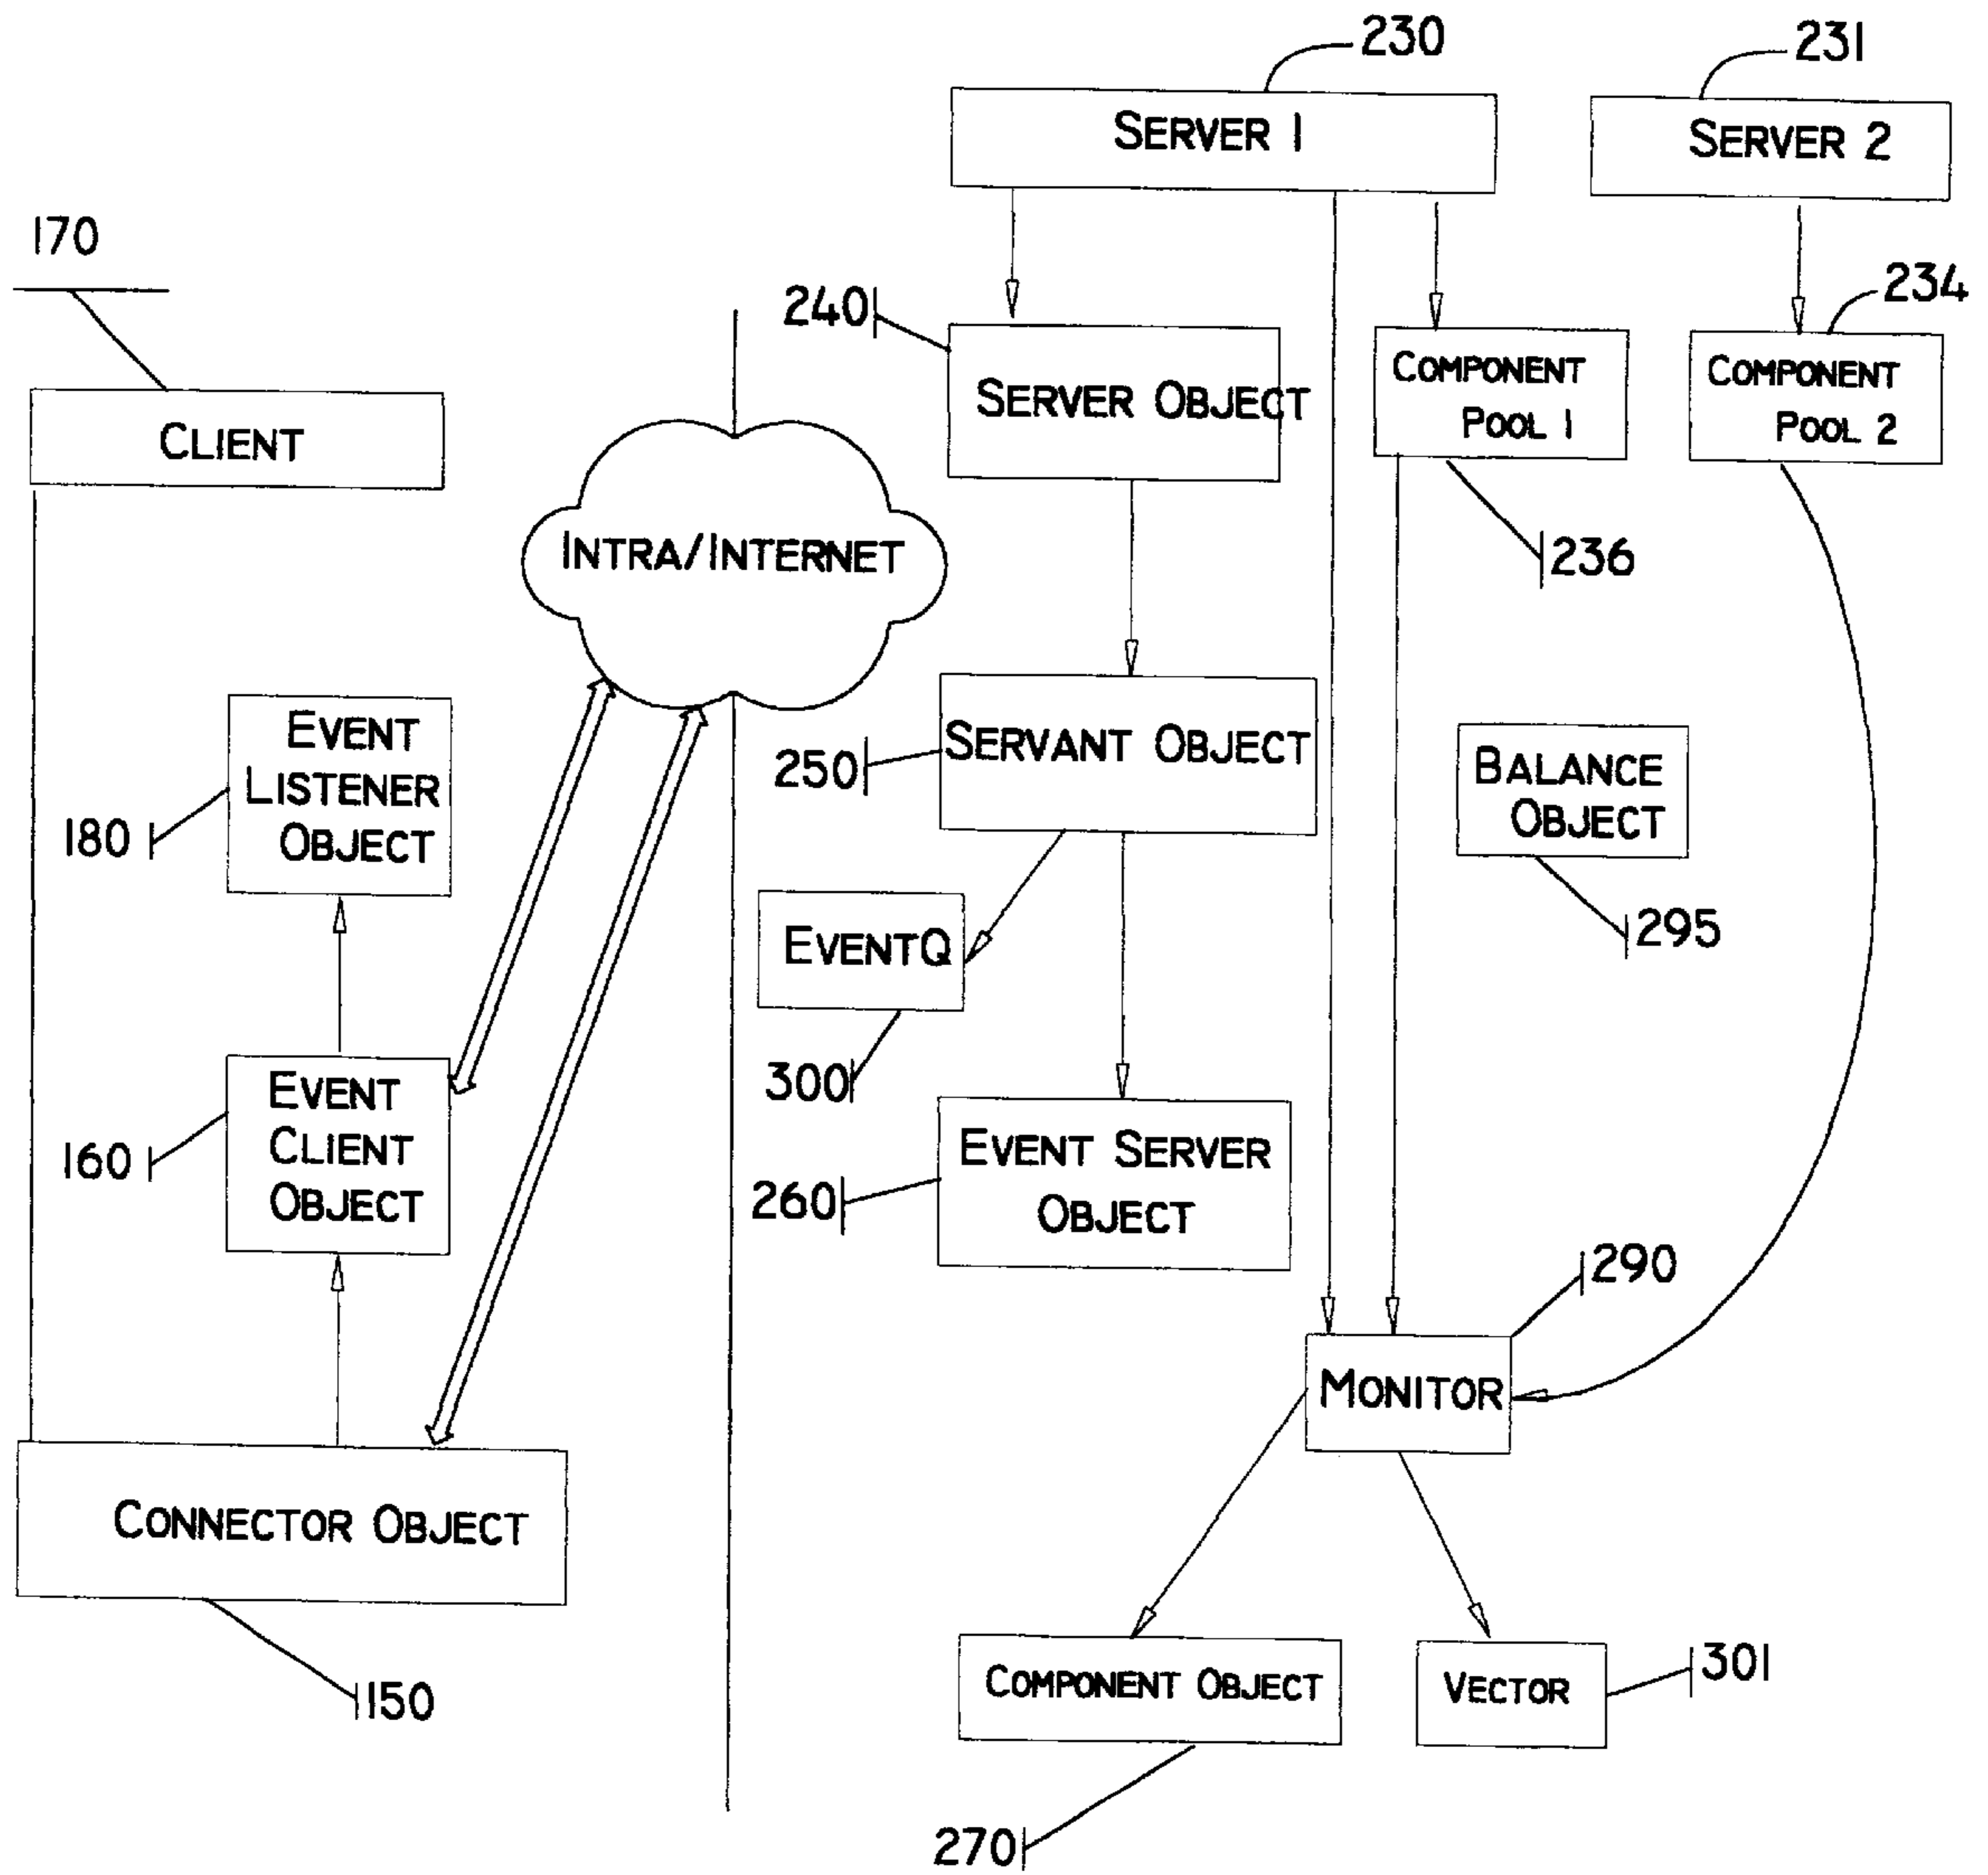 230
231
SERVER 1
SERVER 2
170
240
234
CLIENT
SERVER OBJECT
COMPONENT
POOL 1
COMPONENT
POOL 2
INTRA/INTERNET
236
EVENT
LISTENER
OBJECT
180
250
SERVANT OBJECT
BALANCE
OBJECT
295
EVENTQ
300
EVENT
CLIENT
OBJECT
160
EVENT SERVER
OBJECT
260
290
MONITOR
CONNECTOR OBJECT
150
COMPONENT OBJECT
VECTOR
301
270